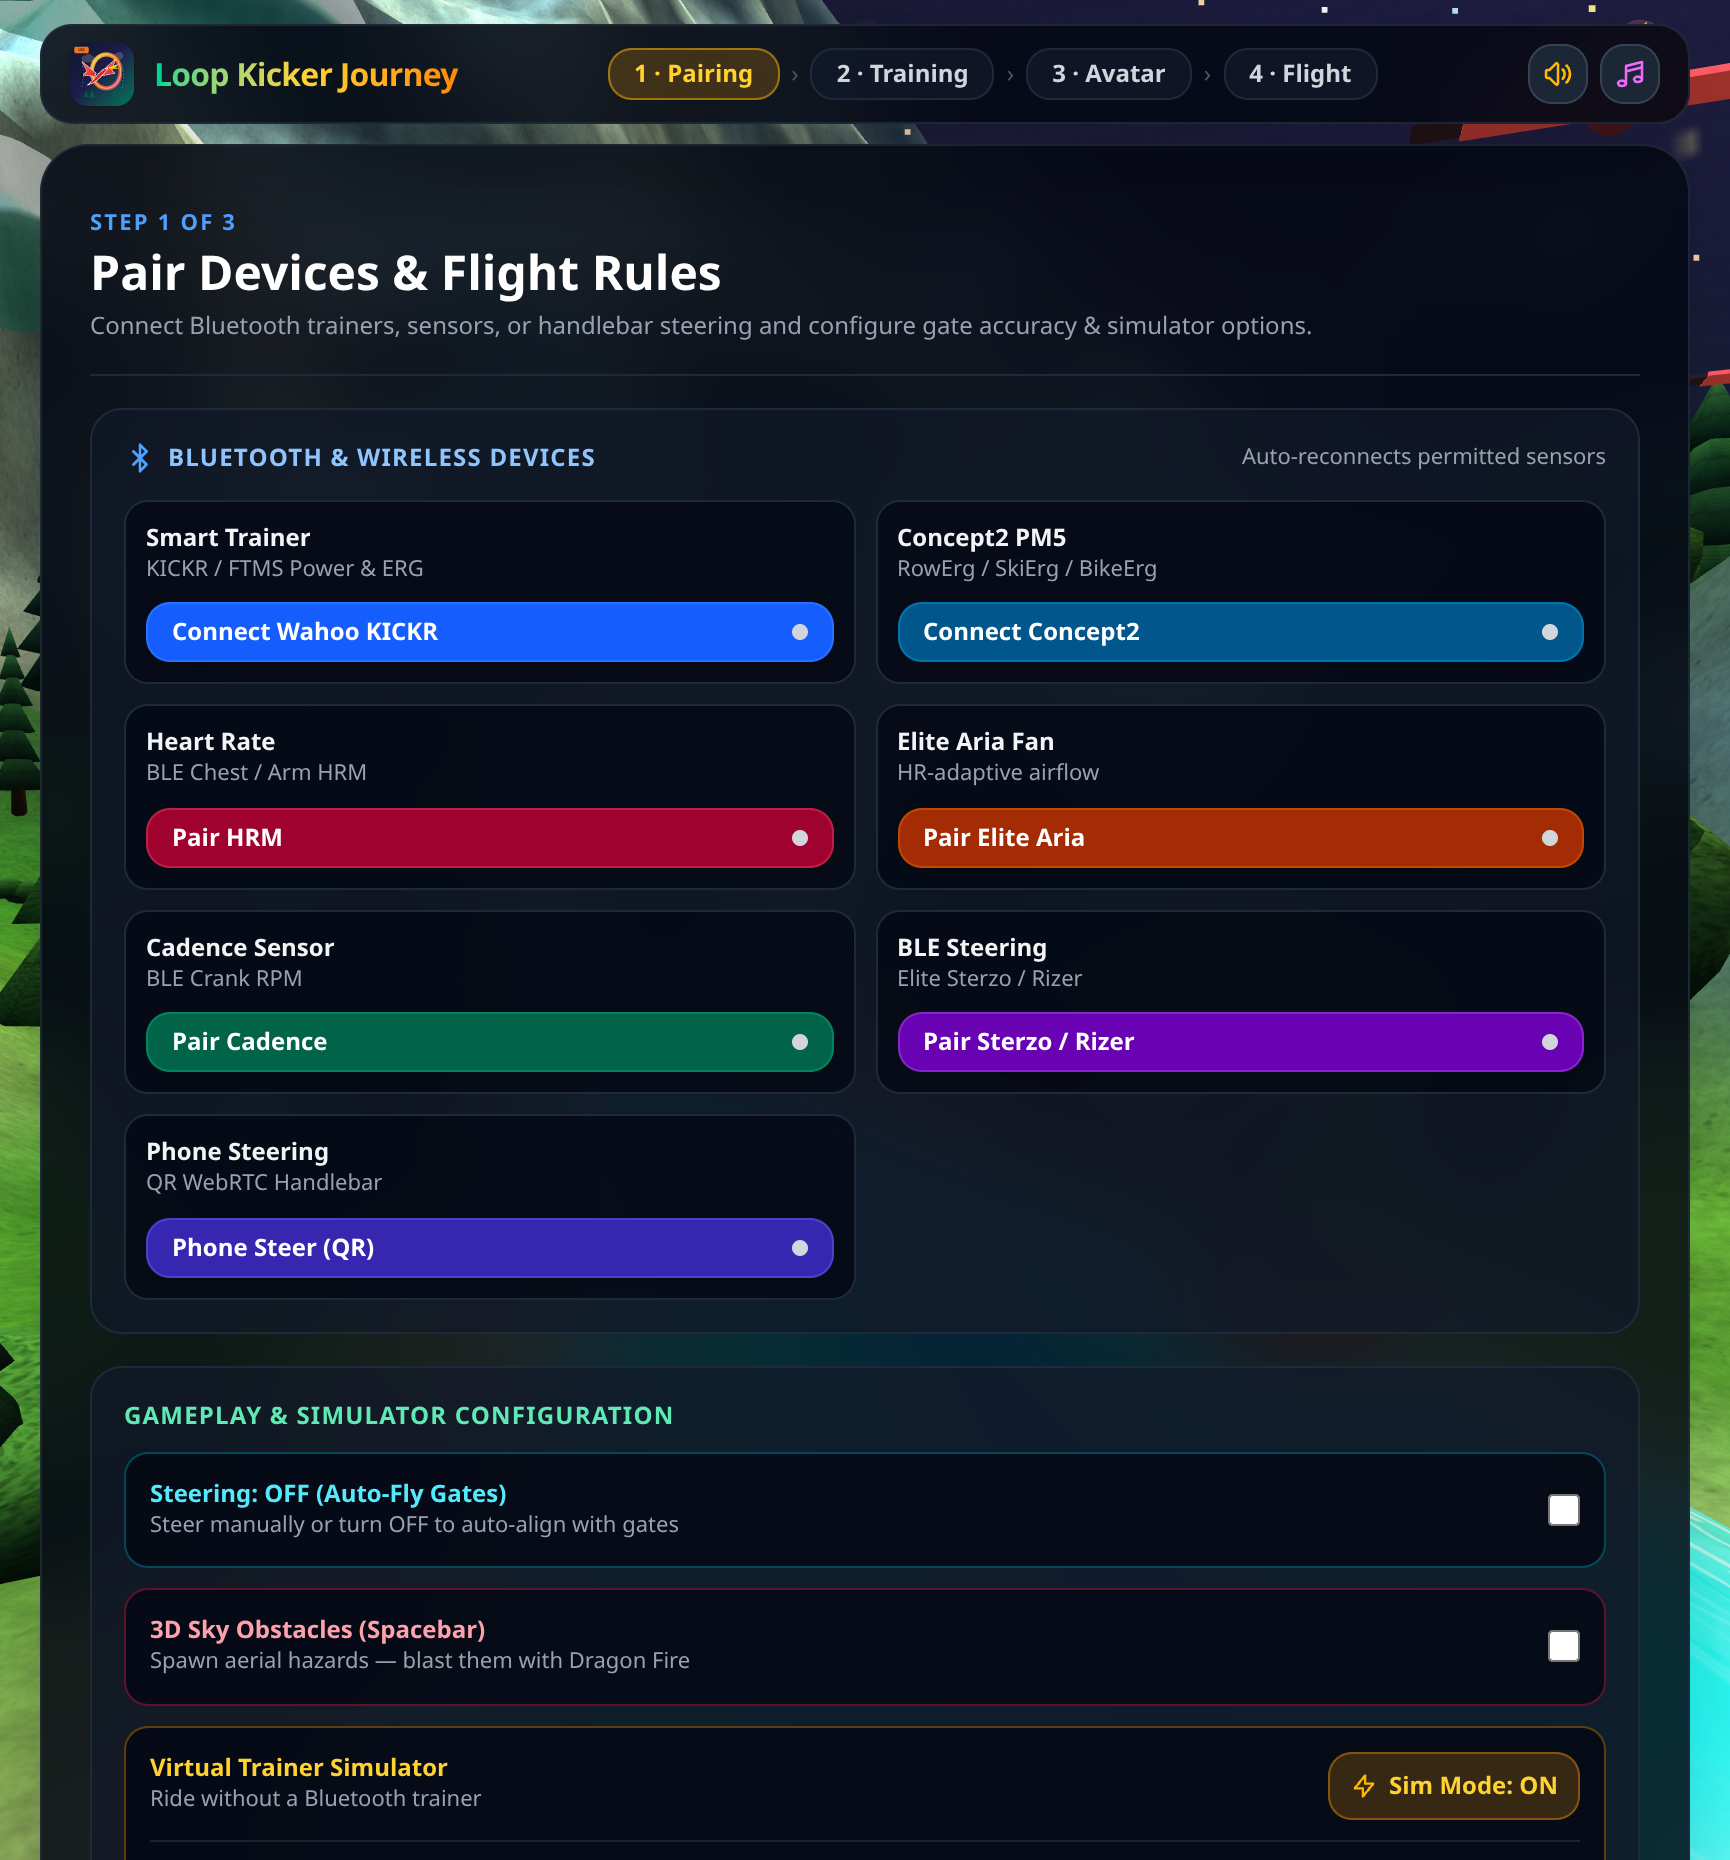 Loop Kicker Journey
1 · Pairing › 2 · Training › 3 · Avatar › 4 · Flight
STEP 1 OF 3
Pair Devices & Flight Rules
Connect Bluetooth trainers, sensors, or handlebar steering and configure gate accuracy & simulator options.
BLUETOOTH & WIRELESS DEVICES
Auto-reconnects permitted sensors
Smart Trainer
KICKR / FTMS Power & ERG
Connect Wahoo KICKR
Concept2 PM5
RowErg / SkiErg / BikeErg
Connect Concept2
Heart Rate
BLE Chest / Arm HRM
Pair HRM
Elite Aria Fan
HR-adaptive airflow
Pair Elite Aria
Cadence Sensor
BLE Crank RPM
Pair Cadence
BLE Steering
Elite Sterzo / Rizer
Pair Sterzo / Rizer
Phone Steering
QR WebRTC Handlebar
Phone Steer (QR)
GAMEPLAY & SIMULATOR CONFIGURATION
Steering: OFF (Auto-Fly Gates)
Steer manually or turn OFF to auto-align with gates
3D Sky Obstacles (Spacebar)
Spawn aerial hazards — blast them with Dragon Fire
Virtual Trainer Simulator
Ride without a Bluetooth trainer
Sim Mode: ON